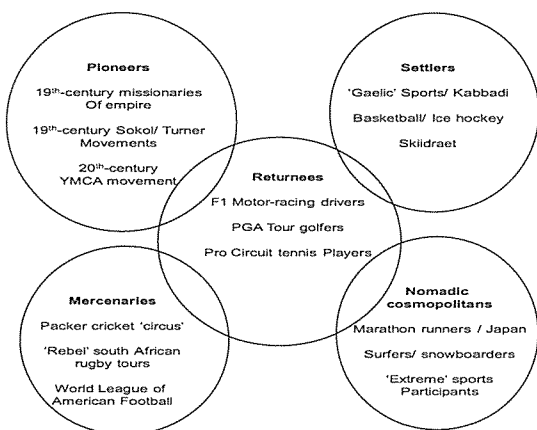 Pioneers
19th-century missionaries
Of empire
19th-century Sokol/ Turner
Movements
20th-century
YMCA movement
Settlers
'Gaelic' Sports/ Kabbadi
Basketball/ Ice hockey
Skiidraet
Returnees
F1 Motor-racing drivers
PGA Tour golfers
Pro Circuit tennis Players
Mercenaries
Packer cricket 'circus'
'Rebel' south African
rugby tours
World League of
American Football
Nomadic
cosmopolitans
Marathon runners / Japan
Surfers/ snowboarders
'Extreme' sports
Participants